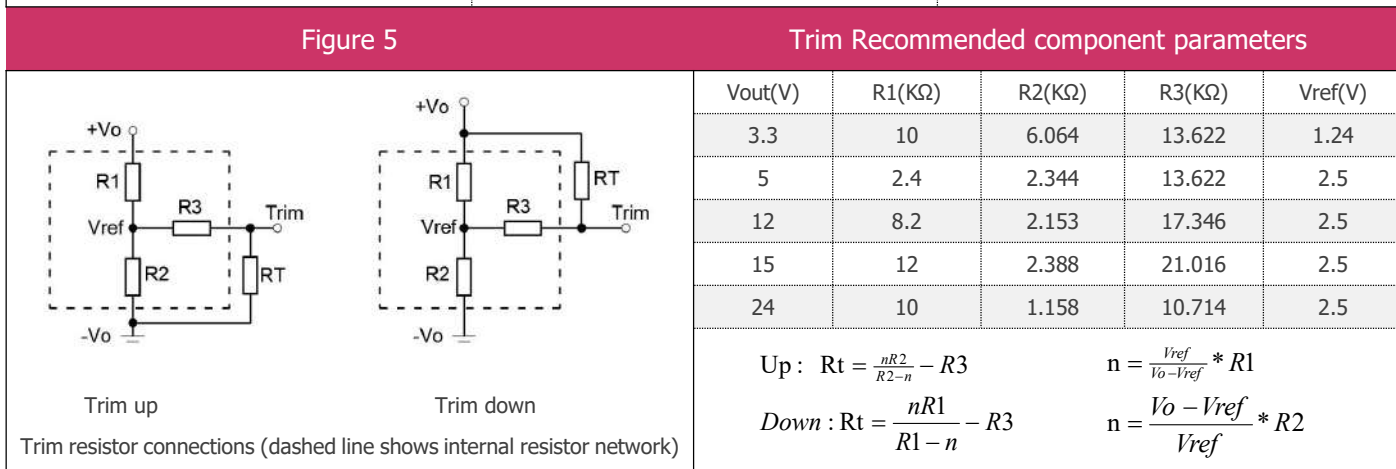 Figure 5
Trim Recommended component parameters
+Vo
R1
Vref
R3
Trim
R2
RT
-Vo
Trim up
+Vo
R1
RT
Vref
R3
Trim
R2
-Vo
Trim down
Trim resistor connections (dashed line shows internal resistor network)
Vout(V) R1(KΩ) R2(KΩ) R3(KΩ) Vref(V)
3.3 10 6.064 13.622 1.24
5 2.4 2.344 13.622 2.5
12 8.2 2.153 17.346 2.5
15 12 2.388 21.016 2.5
24 10 1.158 10.714 2.5
Up : Rt = nR2 / R2−n − R3 n = Vref / Vo−Vref * R1
Down : Rt = nR1 / R1 − n − R3 n = Vo − Vref / Vref * R2